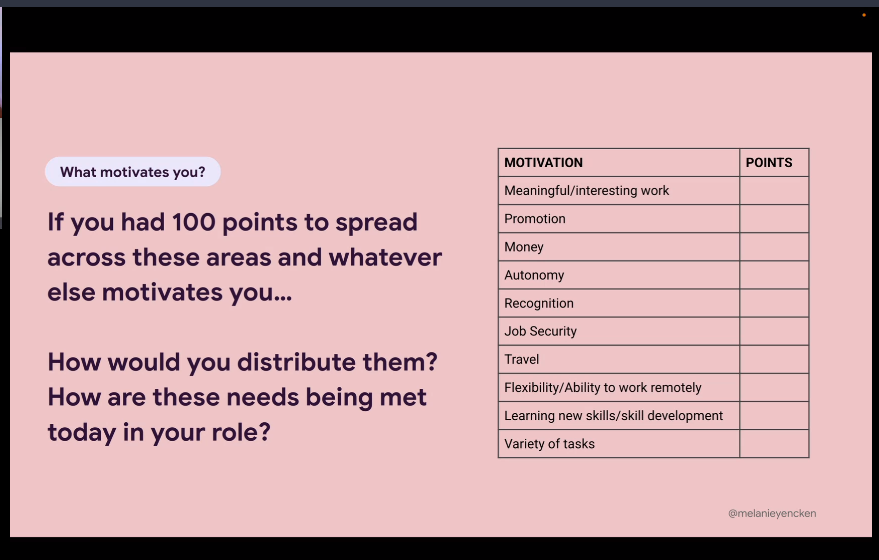 What motivates you?
If you had 100 points to spread
across these areas and whatever
else motivates you...
How would you distribute them?
How are these needs being met
today in your role?
MOTIVATION POINTS
Meaningful/interesting work
Promotion
Money
Autonomy
Recognition
Job Security
Travel
Flexibility/Ability to work remotely
Learning new skills/skill development
Variety of tasks
@melanieyencken